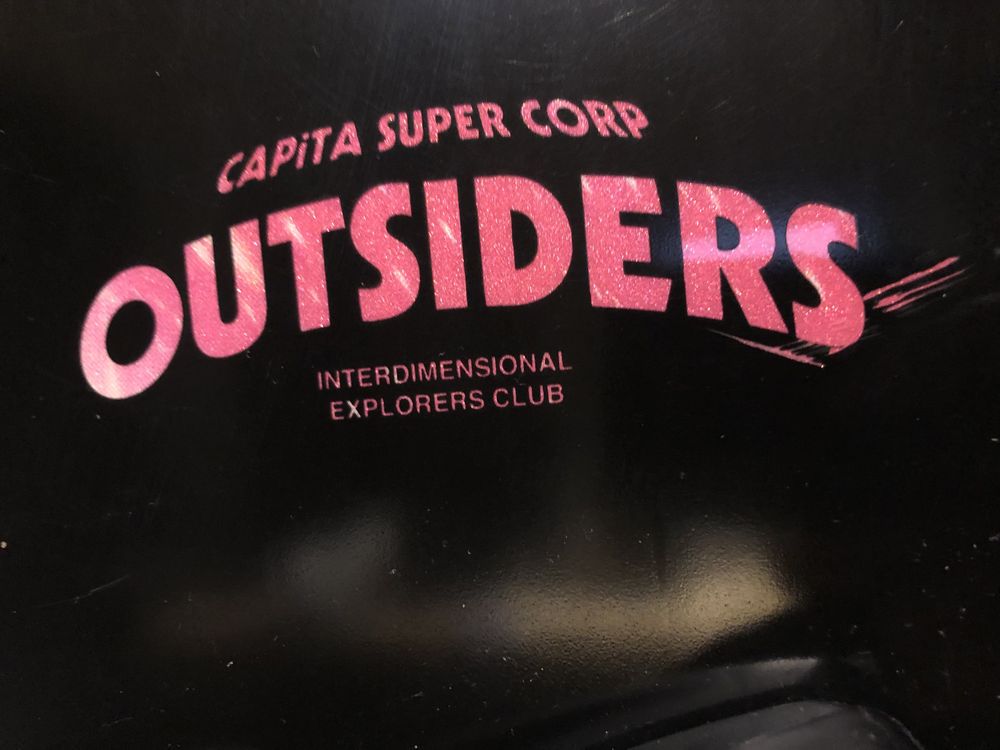 CAPiTA SUPER CORP
OUTSIDERS
INTERDIMENSIONAL
EXPLORERS CLUB